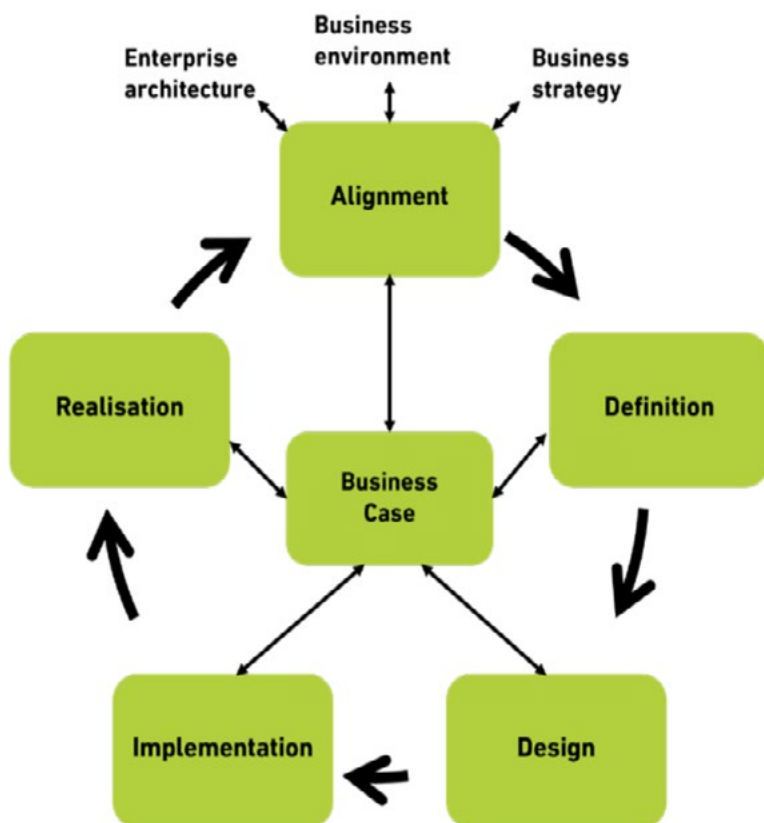 Business
environment
Enterprise
architecture
Business
strategy
Alignment
Realisation
Definition
Business
Case
Implementation
Design